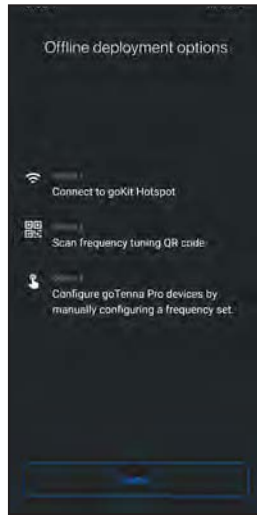 Offline deployment options
Connect to goKit Hotspot
Scan frequency tuning QR code
Configure goTenna Pro devices by
manually configuring a frequency set.